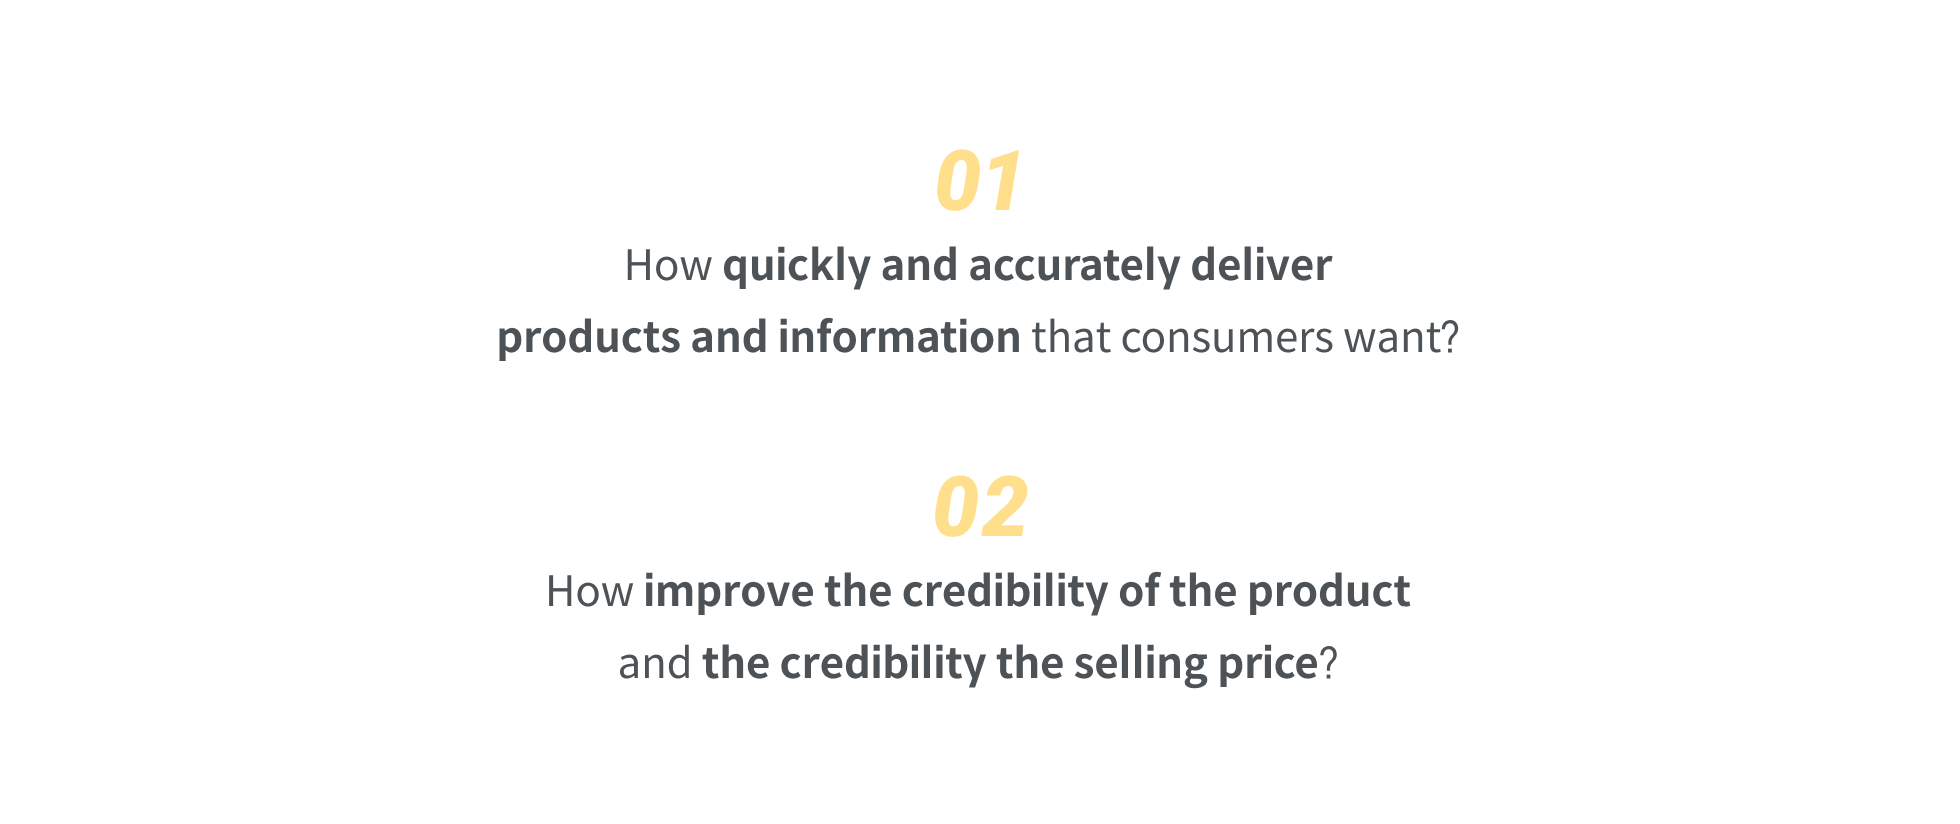 01
How quickly and accurately deliver
products and information that consumers want?
02
How improve the credibility of the product
and the credibility the selling price?